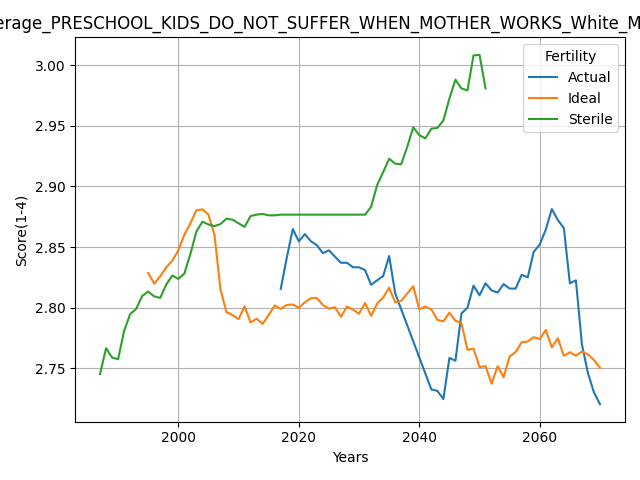 erage_PRESCHOOL_KIDS_DO_NOT_SUFFER_WHEN_MOTHER_WORKS_White_M
Fertility
Actual
Ideal
Sterile
Score(1-4)
3.00
2.95
2.90
2.85
2.80
2.75
2000 2020 2040 2060
Years